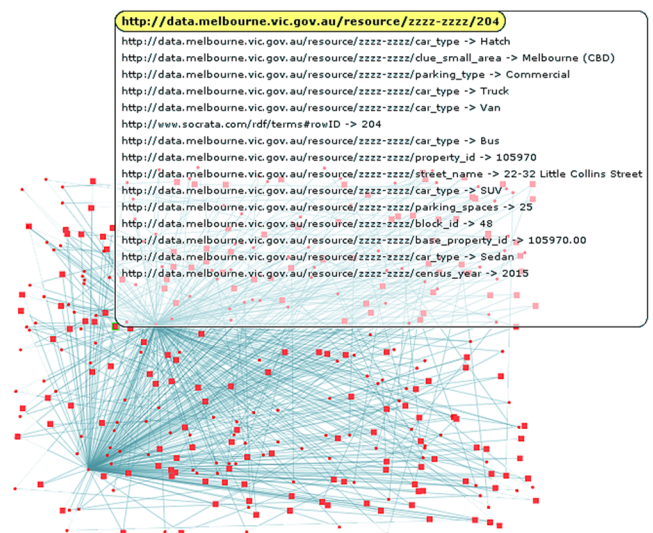 http://data.melbourne.vic.gov.au/resource/zzzz-zzzz/204
http://data.melbourne.vic.gov.au/resource/zzzz-zzzz/car_type -> Hatch
http://data.melbourne.vic.gov.au/resource/zzzz-zzzz/clue_small_area -> Melbourne (CBD)
http://data.melbourne.vic.gov.au/resource/zzzz-zzzz/parking_type -> Commercial
http://data.melbourne.vic.gov.au/resource/zzzz-zzzz/car_type -> Truck
http://data.melbourne.vic.gov.au/resource/zzzz-zzzz/car_type -> Van
http://www.socrata.com/rdf/terms#rowID -> 204
http://data.melbourne.vic.gov.au/resource/zzzz-zzzz/car_type -> Bus
http://data.melbourne.vic.gov.au/resource/zzzz-zzzz/property_id -> 105970
http://data.melbourne.vic.gov.au/resource/zzzz-zzzz/street_name -> 22-32 Little Collins Street
http://data.melbourne.vic.gov.au/resource/zzzz-zzzz/car_type -> SUV
http://data.melbourne.vic.gov.au/resource/zzzz-zzzz/parking_spaces -> 25
http://data.melbourne.vic.gov.au/resource/zzzz-zzzz/block_id -> 48
http://data.melbourne.vic.gov.au/resource/zzzz-zzzz/base_property_id -> 105970.00
http://data.melbourne.vic.gov.au/resource/zzzz-zzzz/car_type -> Sedan
http://data.melbourne.vic.gov.au/resource/zzzz-zzzz/census_year -> 2015